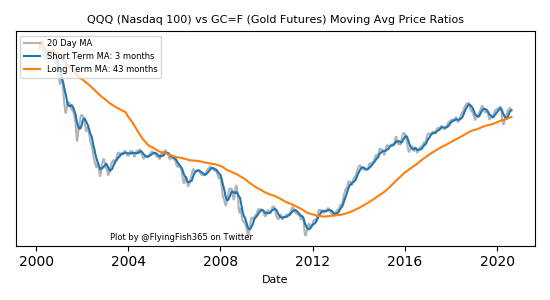 QQQ (Nasdaq 100) vs GC=F (Gold Futures) Moving Avg Price Ratios
20 Day MA
Short Term MA: 3 months
Long Term MA: 43 months
Plot by @FlyingFish365 on Twitter
2000 2004 2008 2012 2016 2020
Date